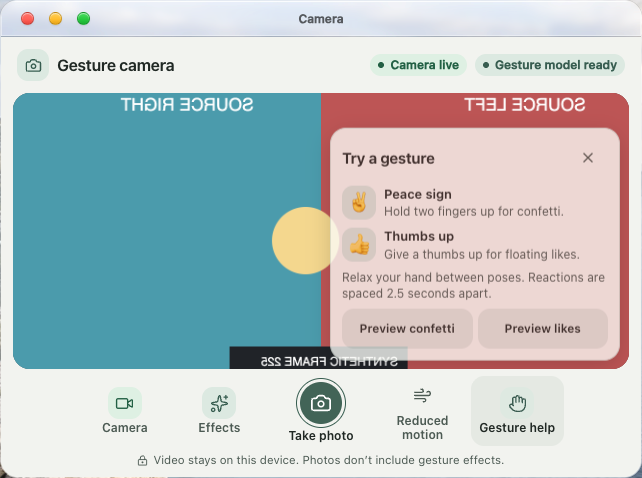 Camera
Gesture camera
Camera live
Gesture model ready
SOURCE RIGHT
SOURCE LEFT
Try a gesture
Peace sign
Hold two fingers up for confetti.
Thumbs up
Give a thumbs up for floating likes.
Relax your hand between poses. Reactions are
spaced 2.5 seconds apart.
Preview confetti
Preview likes
SYNTHETIC FRAME 225
Camera
Effects
Take photo
Reduced
motion
Gesture help
Video stays on this device. Photos don’t include gesture effects.